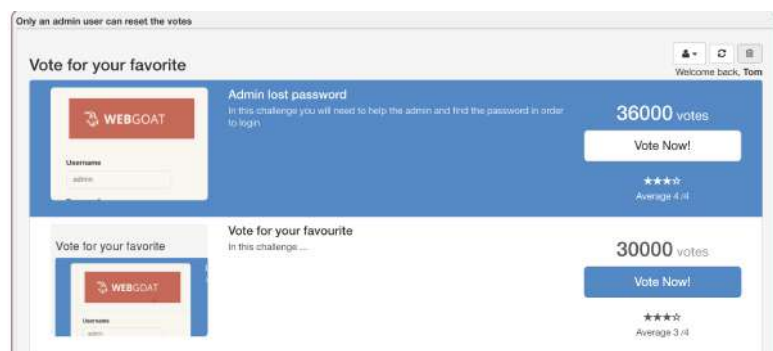 Only an admin user can reset the votes
Vote for your favorite
Welcome back, Tom
WEBGOAT
Username
admin
Admin lost password
In this challenge you will need to help the admin and find the password in order
to login
36000 votes
Vote Now!
Average 4 /4
Vote for your favorite
WEBGOAT
Username
admin
Vote for your favourite
In this challenge ...
30000 votes
Vote Now!
Average 3 /4